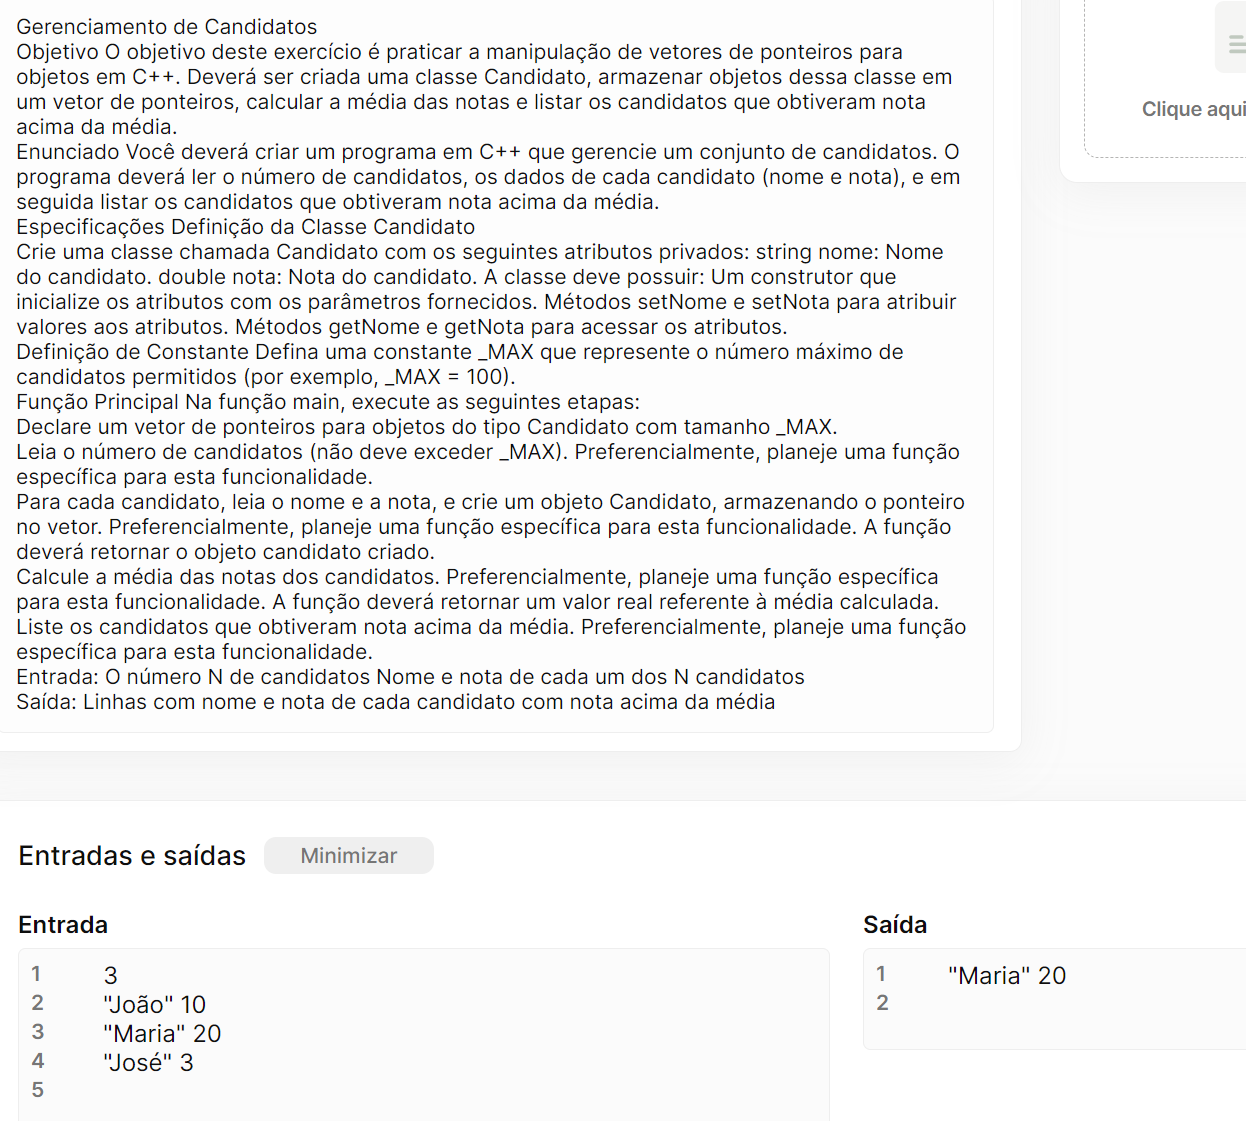 Gerenciamento de Candidatos
Objetivo O objetivo deste exercício é praticar a manipulação de vetores de ponteiros para
objetos em C++. Deverá ser criada uma classe Candidato, armazenar objetos dessa classe em
um vetor de ponteiros, calcular a média das notas e listar os candidatos que obtiveram nota
acima da média.
Enunciado Você deverá criar um programa em C++ que gerencie um conjunto de candidatos. O
programa deverá ler o número de candidatos, os dados de cada candidato (nome e nota), e em
seguida listar os candidatos que obtiveram nota acima da média.
Especificações Definição da Classe Candidato
Crie uma classe chamada Candidato com os seguintes atributos privados: string nome: Nome
do candidato. double nota: Nota do candidato. A classe deve possuir: Um construtor que
inicialize os atributos com os parâmetros fornecidos. Métodos setNome e setNota para atribuir
valores aos atributos. Métodos getNome e getNota para acessar os atributos.
Definição de Constante Defina uma constante _MAX que represente o número máximo de
candidatos permitidos (por exemplo, _MAX = 100).
Função Principal Na função main, execute as seguintes etapas:
Declare um vetor de ponteiros para objetos do tipo Candidato com tamanho _MAX.
Leia o número de candidatos (não deve exceder _MAX). Preferencialmente, planeje uma função
específica para esta funcionalidade.
Para cada candidato, leia o nome e a nota, e crie um objeto Candidato, armazenando o ponteiro
no vetor. Preferencialmente, planeje uma função específica para esta funcionalidade. A função
deverá retornar o objeto candidato criado.
Calcule a média das notas dos candidatos. Preferencialmente, planeje uma função específica
para esta funcionalidade. A função deverá retornar um valor real referente à média calculada.
Liste os candidatos que obtiveram nota acima da média. Preferencialmente, planeje uma função
específica para esta funcionalidade.
Entrada: O número N de candidatos Nome e nota de cada um dos N candidatos
Saída: Linhas com nome e nota de cada candidato com nota acima da média
Clique aqui
Entradas e saídas Minimizar
Entrada
1 3
2 "João" 10
3 "Maria" 20
4 "José" 3
5
Saída
1 "Maria" 20
2